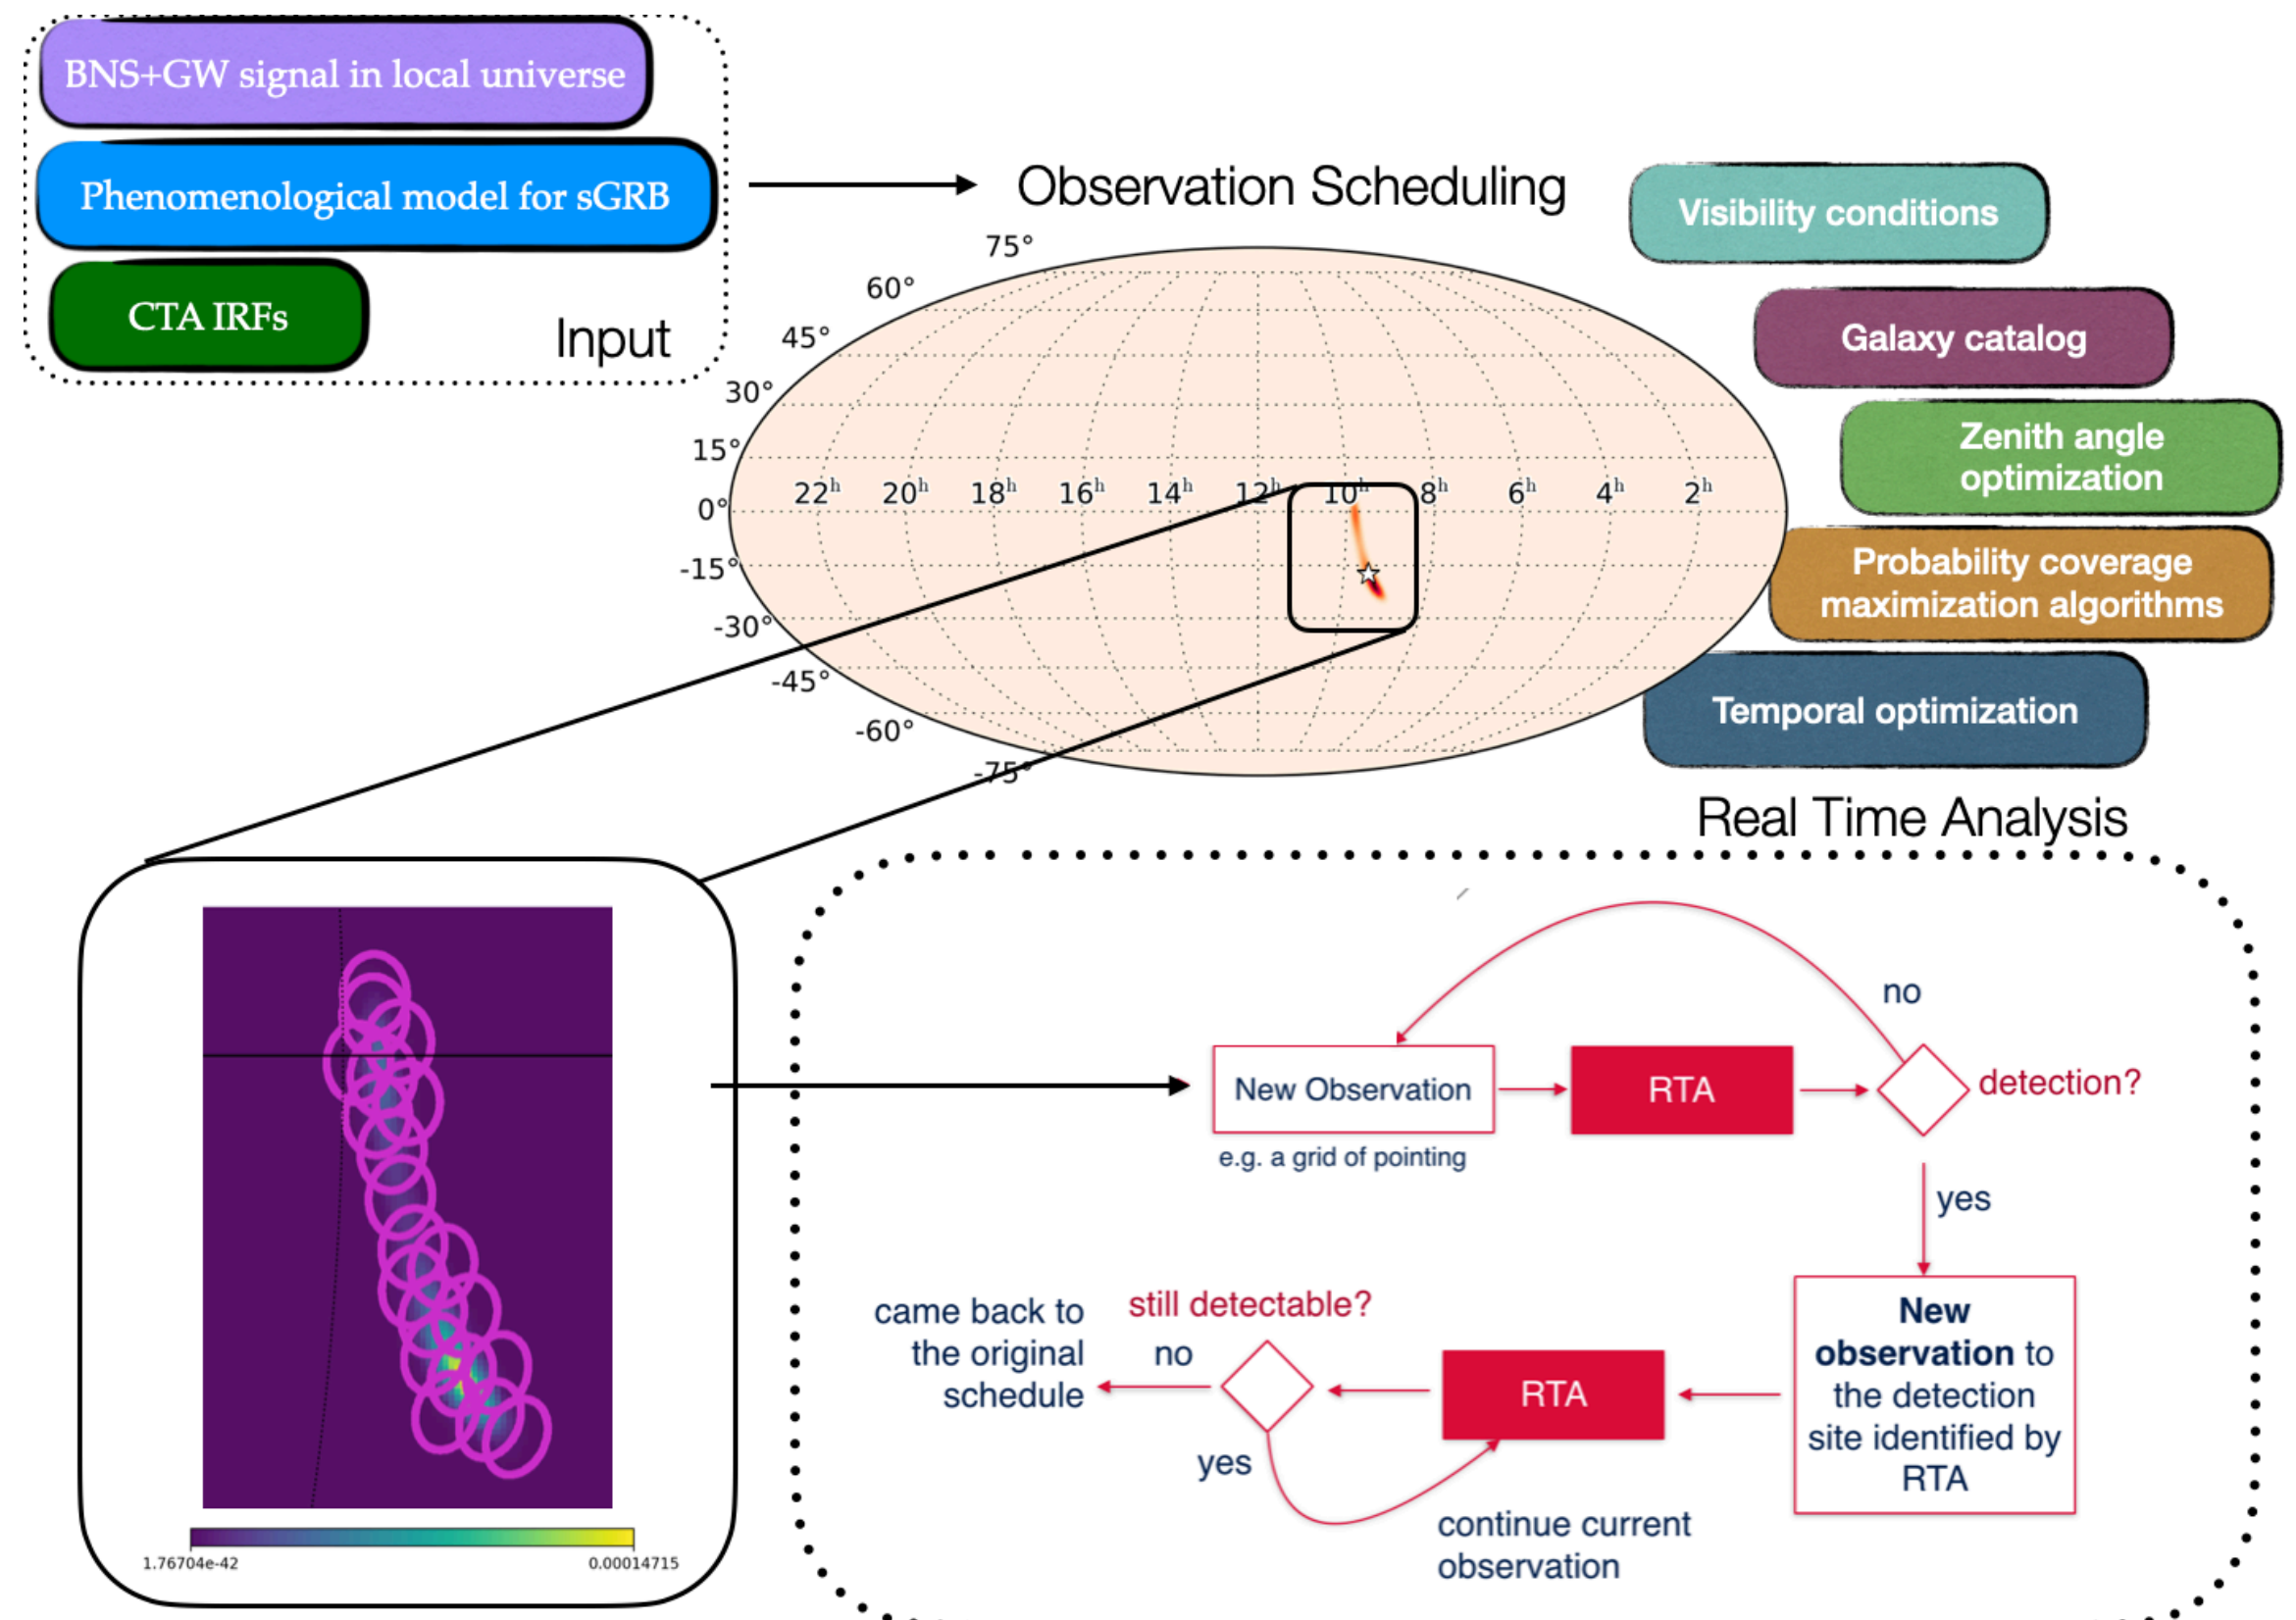 BNS+GW signal in local universe
Phenomenological model for sGRB
CTA IRFs
Input
Observation Scheduling
Visibility conditions
Galaxy catalog
Zenith angle
optimization
Probability coverage
maximization algorithms
Temporal optimization
75°
60°
45°
30°
15°
0°
-15°
-30°
-45°
-60°
-75°
22h 20h 18h 16h 14h 12h 10h 8h 6h 4h 2h
Real Time Analysis
1.76704e-42 0.00014715
no
New Observation
RTA
detection?
e.g. a grid of pointing
yes
New
observation to
the detection
site identified by
RTA
RTA
still detectable?
no
came back to
the original
schedule
yes
continue current
observation